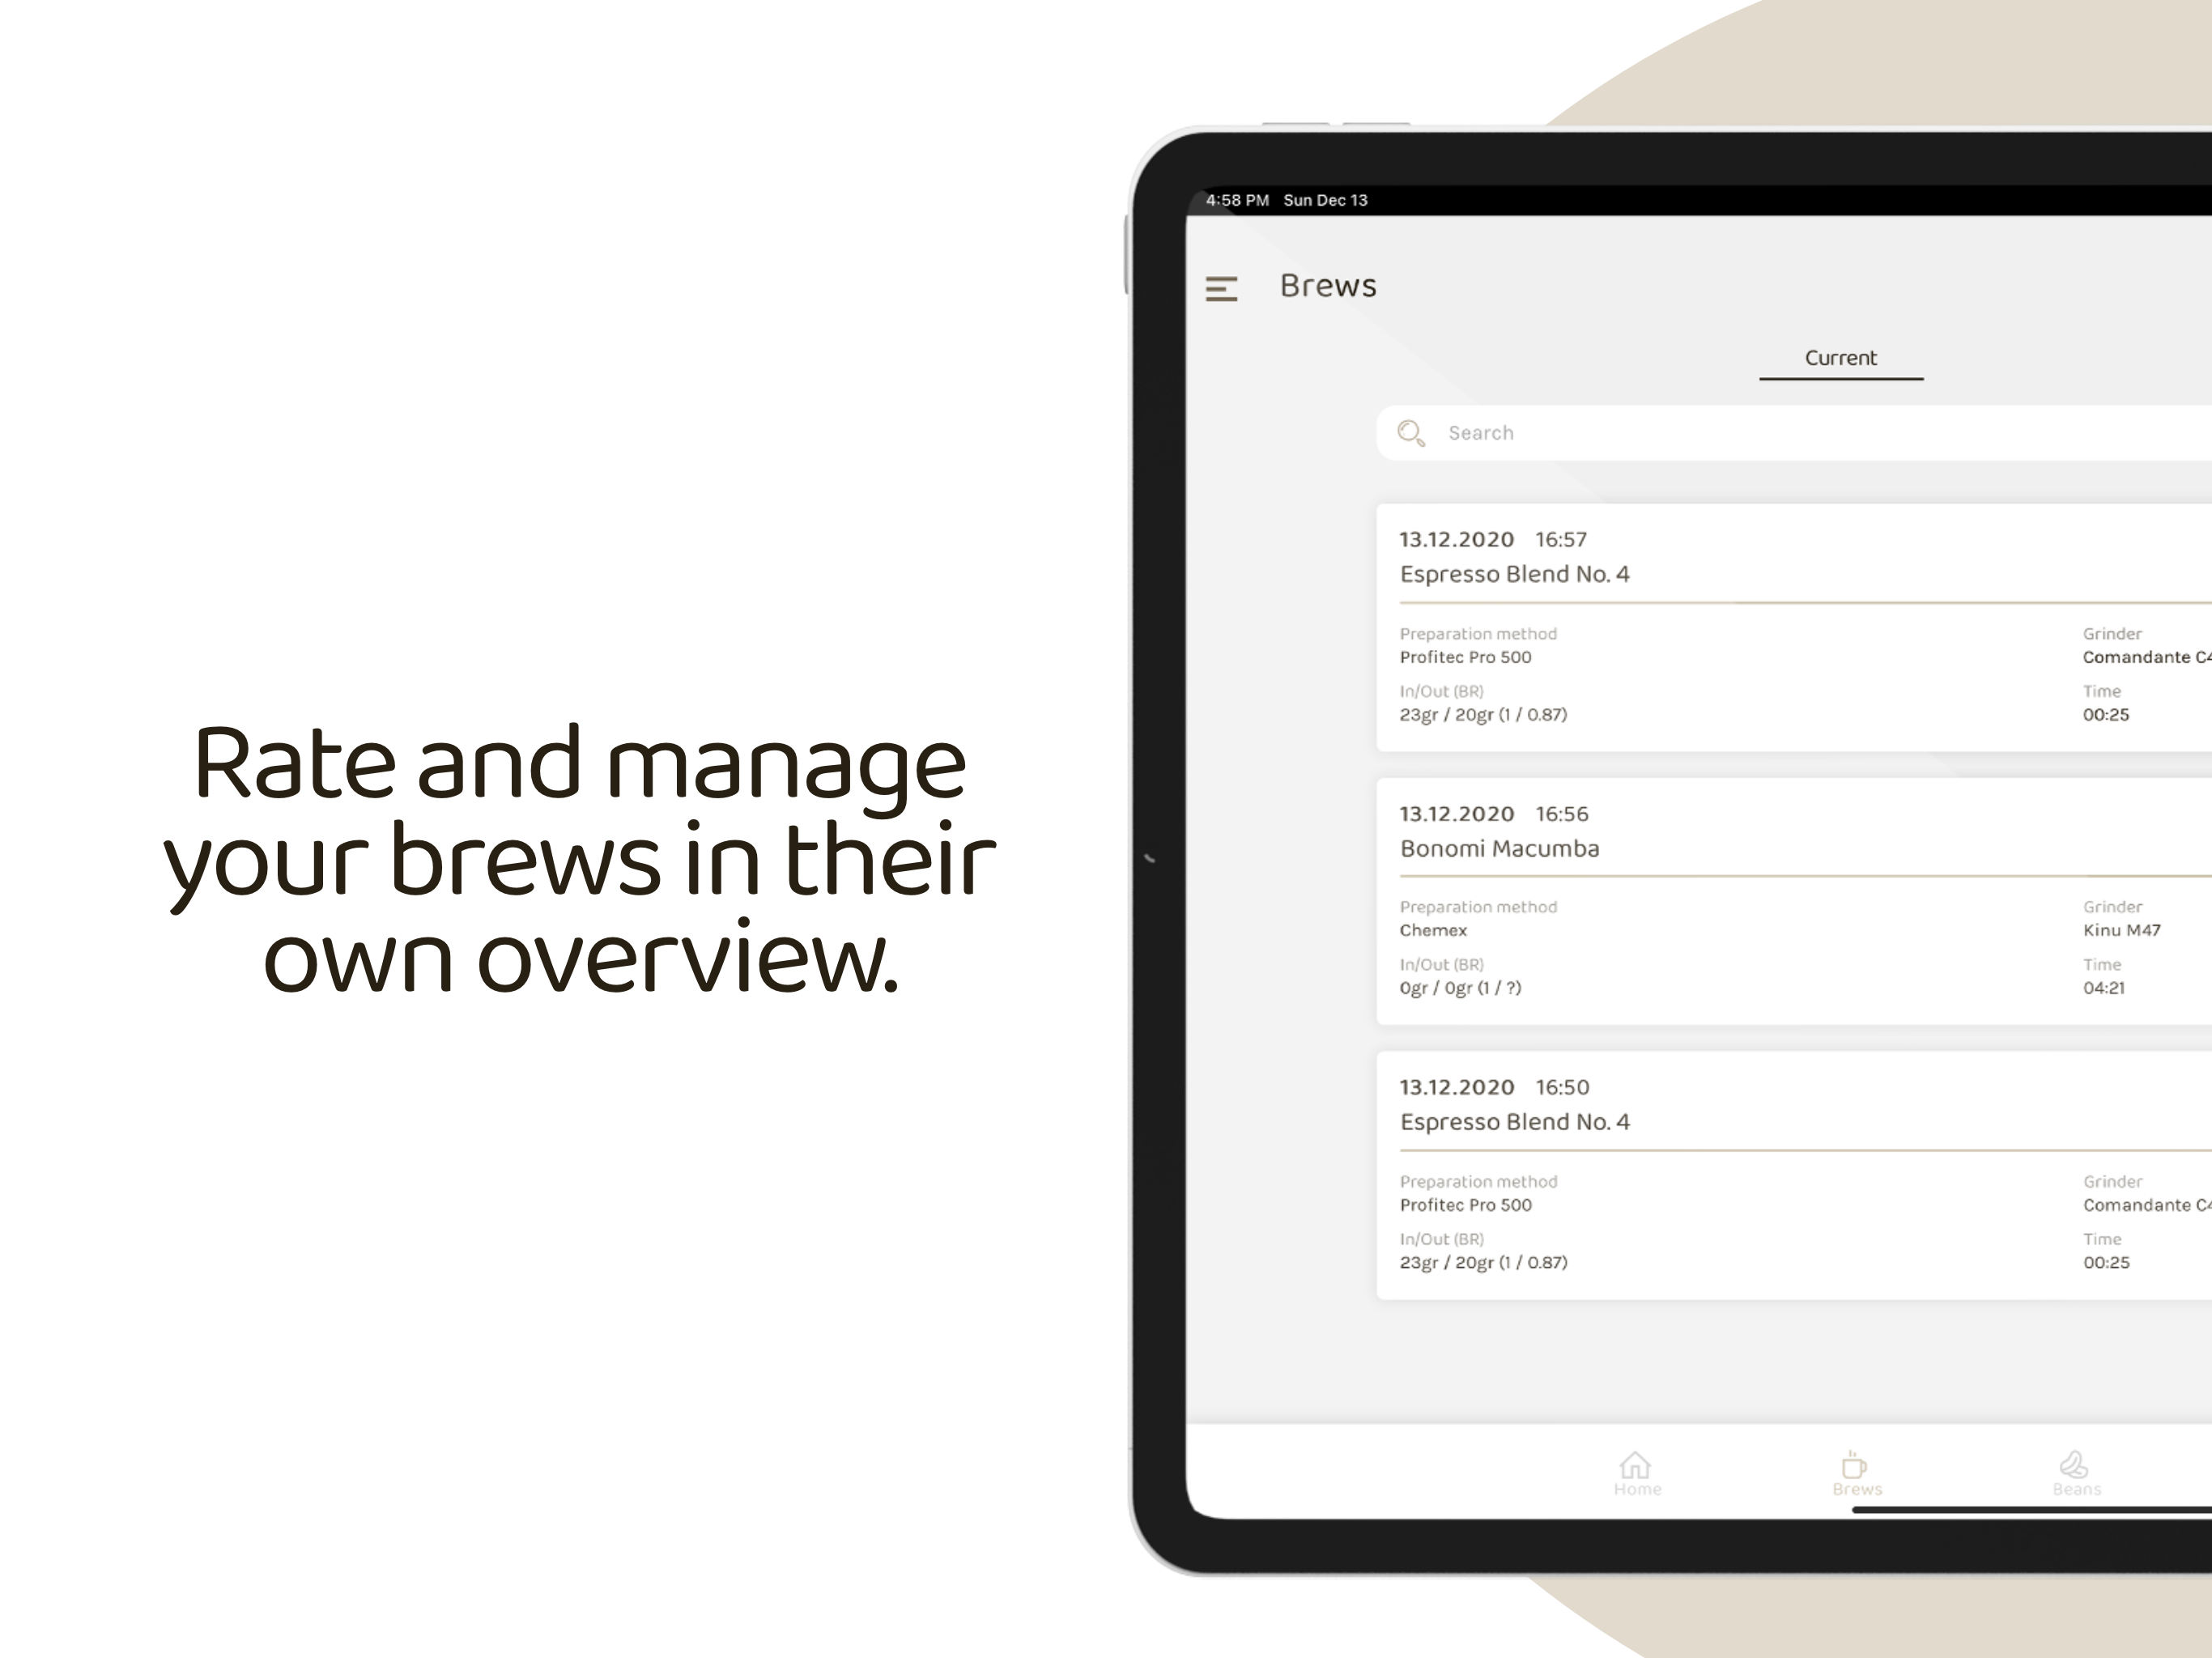 Rate and manage
your brews in their
own overview.
4:58 PM Sun Dec 13
Brews
Current
Search
13.12.2020 16:57
Espresso Blend No. 4
Preparation method Grinder
Profitec Pro 500 Comandante C4
In/Out (BR) Time
23gr / 20gr (1 / 0.87) 00:25
13.12.2020 16:56
Bonomi Macumba
Preparation method Grinder
Chemex Kinu M47
In/Out (BR) Time
0gr / 0gr (1 / ?) 04:21
13.12.2020 16:50
Espresso Blend No. 4
Preparation method Grinder
Profitec Pro 500 Comandante C4
In/Out (BR) Time
23gr / 20gr (1 / 0.87) 00:25
Home Brews Beans